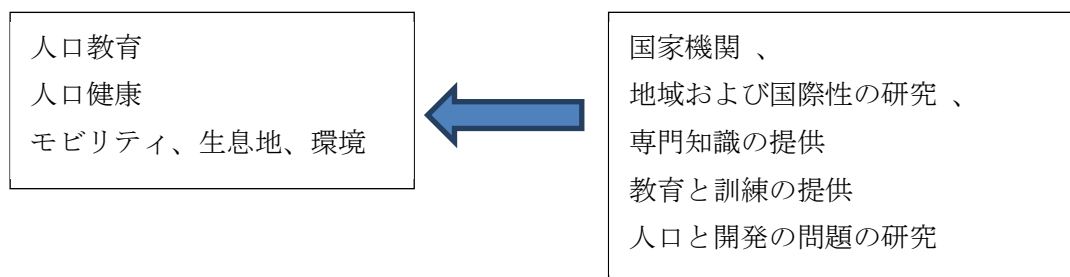 人口教育
人口健康
モビリティ、生息地、環境
国家機関 、
地域および国際性の研究 、
専門知識の提供
教育と訓練の提供
人口と開発の問題の研究